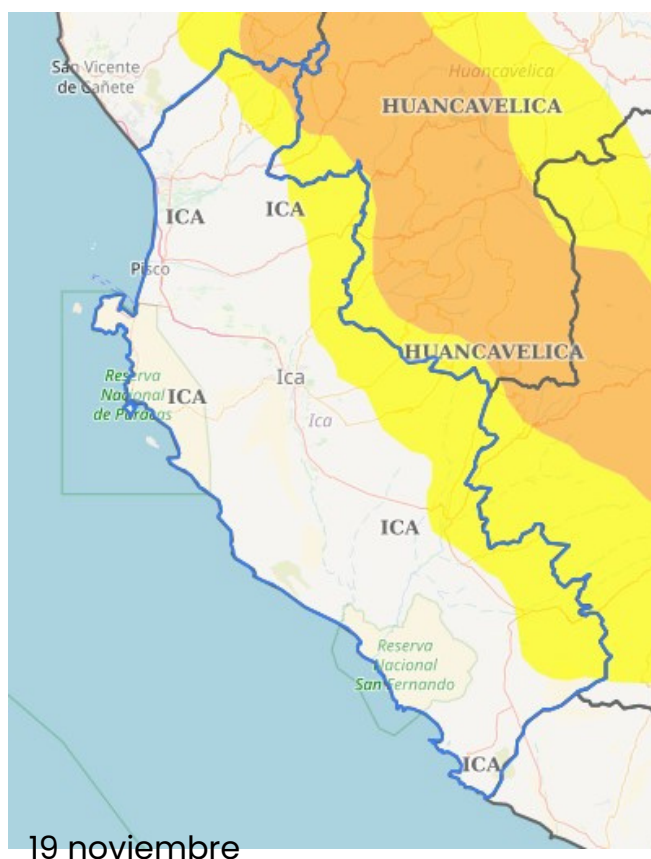 San Vicente
de Cañete
Huancavelica
HUANCAVELICA
ICA
ICA
Pisco
HUANCAVELICA
Reserva
Nacional
de Paracas
ICA
Ica
Ica
ICA
Reserva
Nacional
San Fernando
ICA
19 noviembre